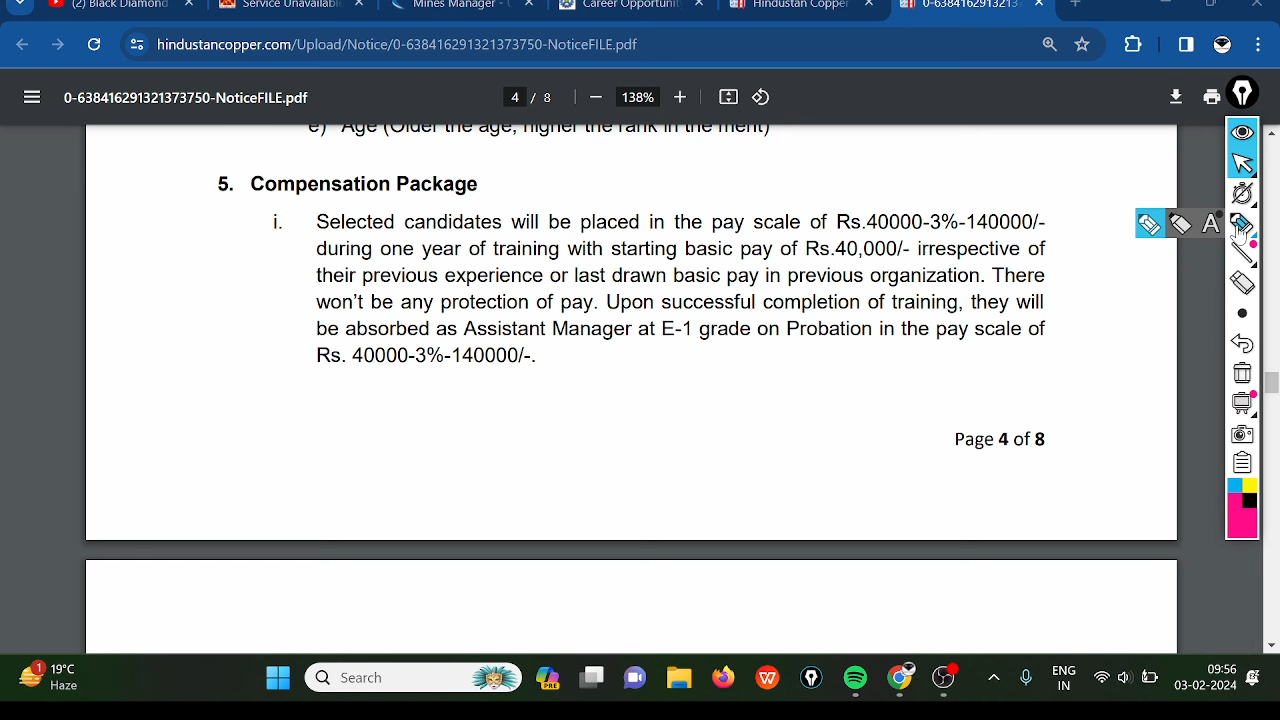 (2) Black Diamond
Service Unavailable
Mines Manager - C
Career Opportuni
Hindustan Copper
0-6384162913213
hindustancopper.com/Upload/Notice/0-638416291321373750-NoticeFILE.pdf
0-638416291321373750-NoticeFILE.pdf
4 / 8
138%
e) Age (Older the age, higher the rank in the merit)
5. Compensation Package
i. Selected candidates will be placed in the pay scale of Rs.40000-3%-140000/-
during one year of training with starting basic pay of Rs.40,000/- irrespective of
their previous experience or last drawn basic pay in previous organization. There
won't be any protection of pay. Upon successful completion of training, they will
be absorbed as Assistant Manager at E-1 grade on Probation in the pay scale of
Rs. 40000-3%-140000/-.
Page 4 of 8
A
1
19°C
Haze
Search
PRE
W
ENG
IN
09:56
03-02-2024